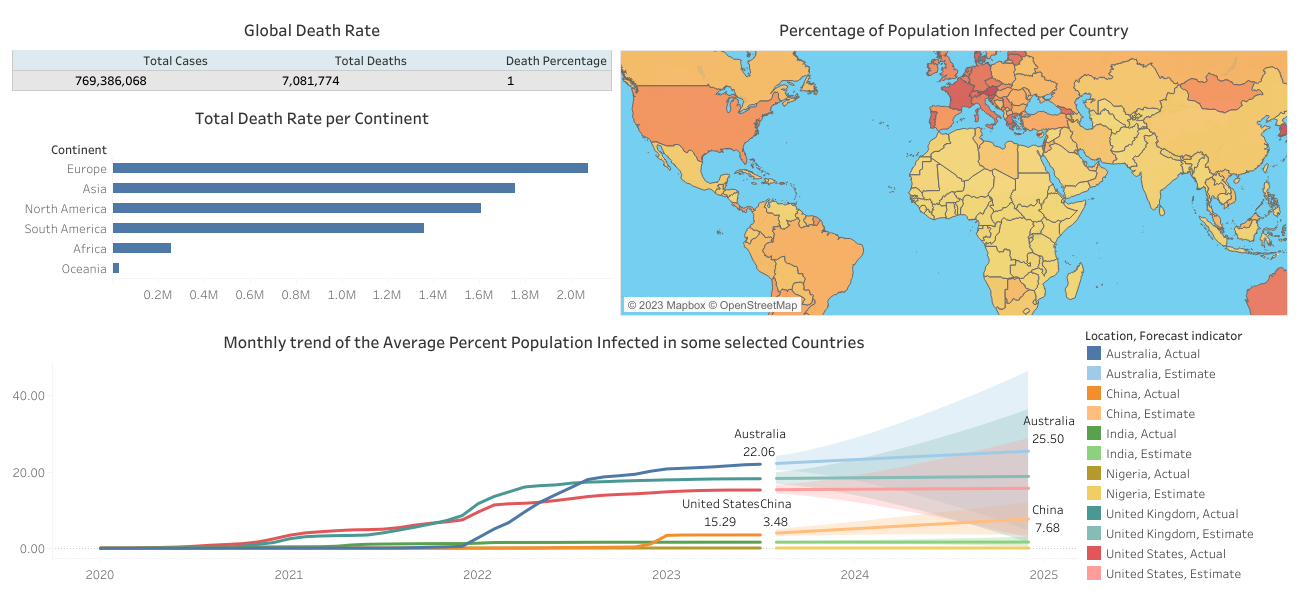 Global Death Rate
Total Cases Total Deaths Death Percentage
769,386,068 7,081,774 1
Total Death Rate per Continent
Continent
Europe
Asia
North America
South America
Africa
Oceania
0.2M 0.4M 0.6M 0.8M 1.0M 1.2M 1.4M 1.6M 1.8M 2.0M
Percentage of Population Infected per Country
© 2023 Mapbox © OpenStreetMap
Monthly trend of the Average Percent Population Infected in some selected Countries
40.00
20.00
0.00
Australia
22.06
United States
15.29
China
3.48
Australia
25.50
China
7.68
2020 2021 2022 2023 2024 2025
Location, Forecast indicator
Australia, Actual
Australia, Estimate
China, Actual
China, Estimate
India, Actual
India, Estimate
Nigeria, Actual
Nigeria, Estimate
United Kingdom, Actual
United Kingdom, Estimate
United States, Actual
United States, Estimate